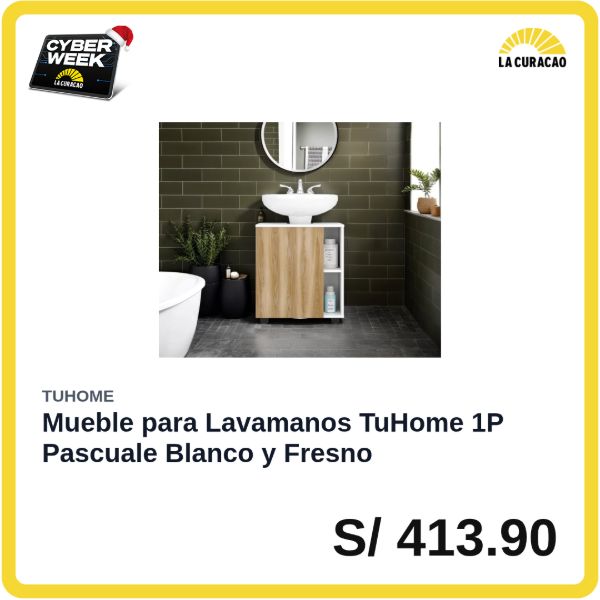 CYBER
WEEK
LA CURACAO
LA CURACAO
TUHOME
Mueble para Lavamanos TuHome 1P
Pascuale Blanco y Fresno
S/ 413.90